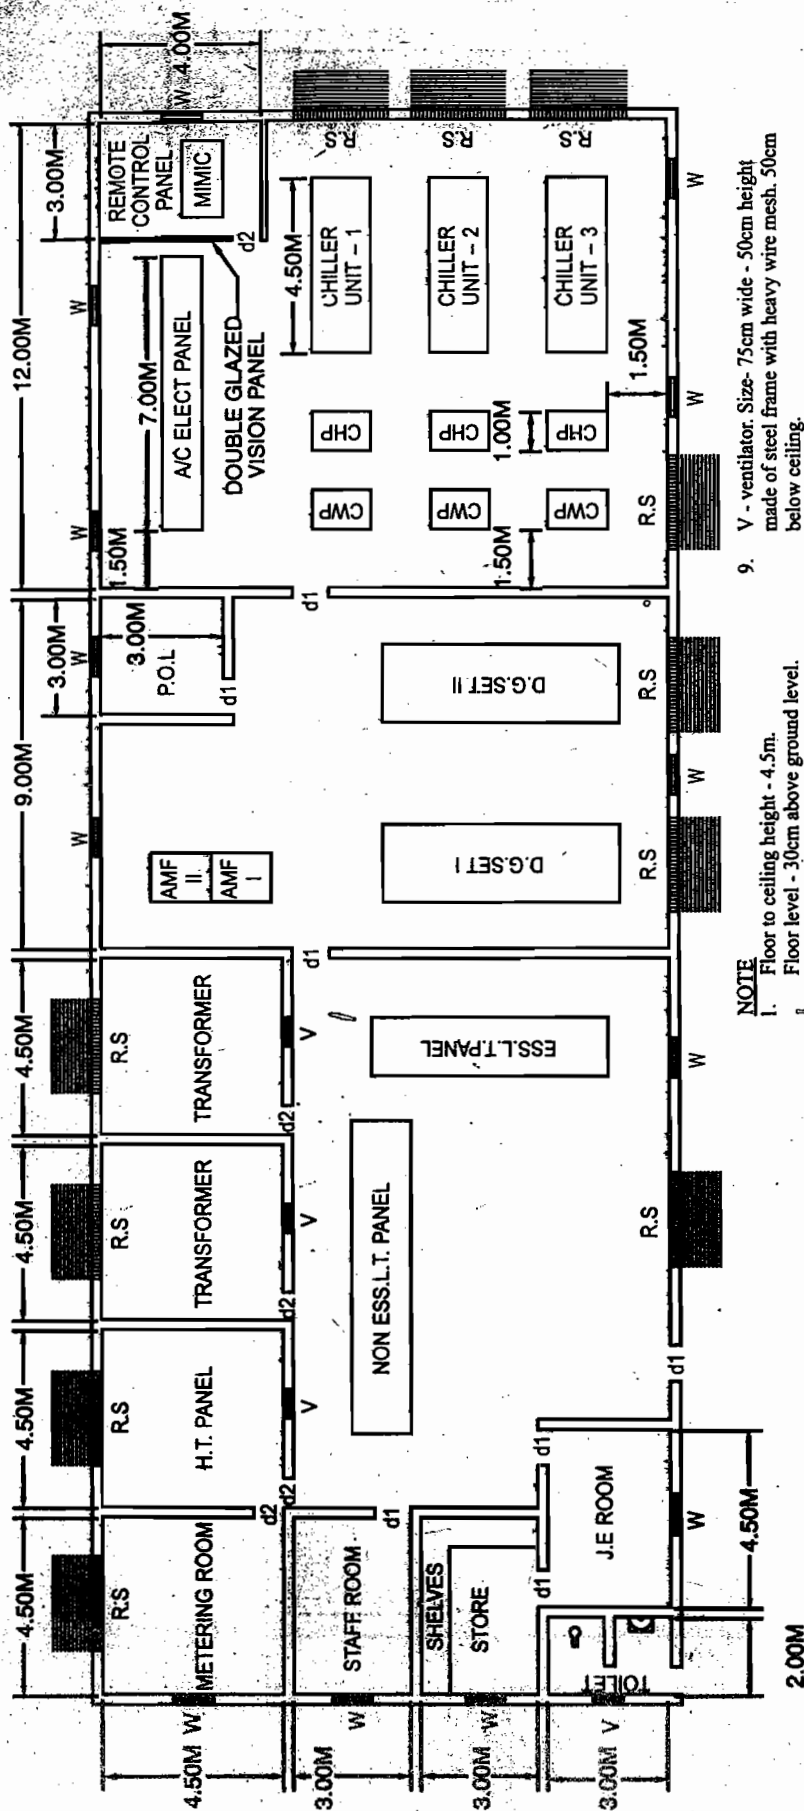 4.50M
4.50M
4.50M
4.50M
9.00M
12.00M
3.00M
3.00M
4.00M
R.S
R.S
R.S
R.S
METERING ROOM
H.T. PANEL
TRANSFORMER
TRANSFORMER
W
W
W
W
W
W
3.00M
P.O.L
1.50M
7.00M
A/C ELECT PANEL
REMOTE
CONTROL
PANEL
MIMIC
DOUBLE GLAZED
VISION PANEL
d2
d2
d2
d2
d2
V
V
V
d1
d1
d1
d1
AMF
II
AMF
I
4.50M
3.00M
3.00M
3.00M
W
W
V
STAFF ROOM
SHELVES
STORE
TOILET
J.E ROOM
d1
d1
d1
NON ESS.L.T. PANEL
ESS.L.T.PANEL
D.G.SET I
D.G.SET II
CWP
CHP
CHILLER
UNIT - 1
R.S
CWP
CHP
CHILLER
UNIT - 2
R.S
CWP
CHP
CHILLER
UNIT - 3
R.S
4.50M
1.00M
1.50M
1.50M
R.S
R.S
R.S
R.S
W
W
W
W
W
4.50M
2.00M
NOTE
1. Floor to ceiling height - 4.5m.
Floor level - 30cm above ground level.
9. V - ventilator. Size- 75cm wide - 50cm height
made of steel frame with heavy wire mesh. 50cm
below ceiling.